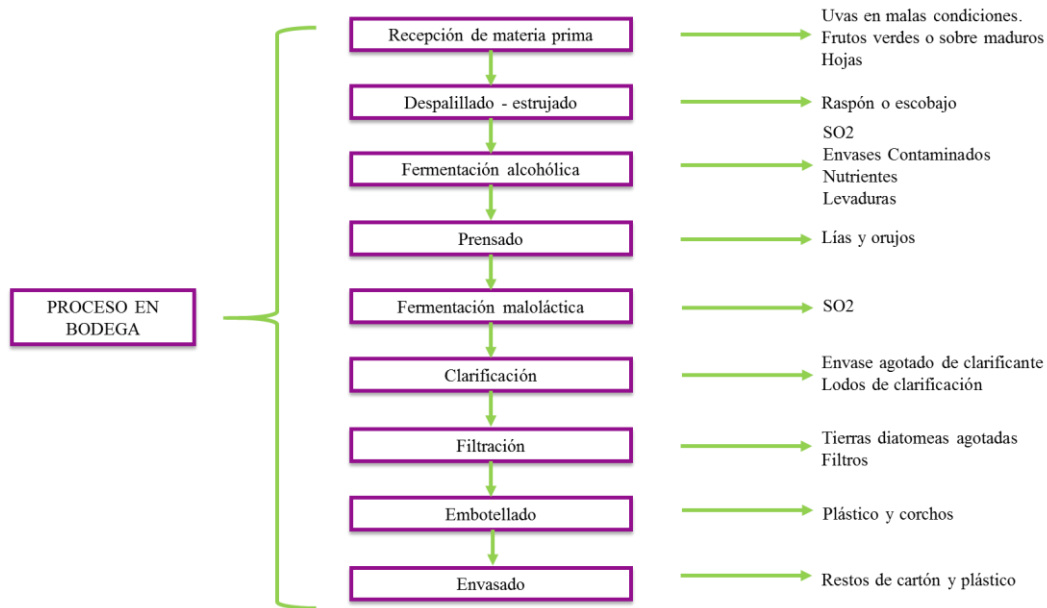 Recepción de materia prima
Uvas en malas condiciones.
Frutos verdes o sobre maduros
Hojas
Despalillado - estrujado
Raspón o escobajo
Fermentación alcohólica
SO2
Envases Contaminados
Nutrientes
Levaduras
Prensado
Lías y orujos
PROCESO EN
BODEGA
Fermentación maloláctica
SO2
Clarificación
Envase agotado de clarificante
Lodos de clarificación
Filtración
Tierras diatomeas agotadas
Filtros
Embotellado
Plástico y corchos
Envasado
Restos de cartón y plástico